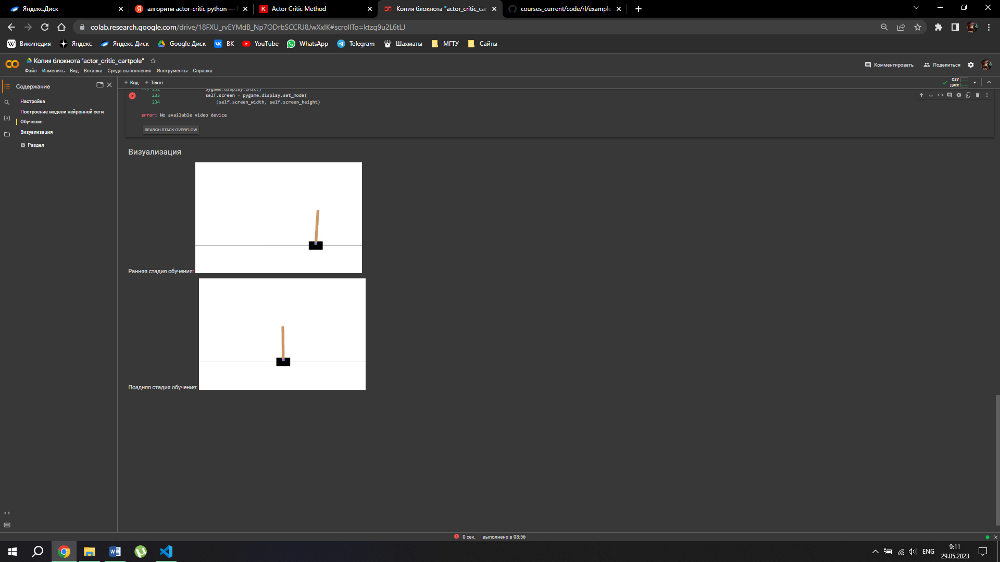 Яндекс.Диск
алгоритм actor-critic python —
Actor Critic Method
Копия блокнота "actor_critic_car
courses_current/code/rl/example
colab.research.google.com/drive/18FXU_rvEYMdB_Np7ODrbSCCRJ8JwXxIK#scrollTo=ktzg9u2L6tLJ
Википедия
Яндекс
Яндекс Диск
Google Диск
ВК
YouTube
WhatsApp
Telegram
Шахматы
МГТУ
Сайты
Копия блокнота "actor_critic_cartpole"
Файл Изменить Вид Вставка Среда выполнения Инструменты Справка
Комментировать
Поделиться
Содержание
+ Код + Текст
ОЗУ
Диск
Настройка
Построение модели нейронной сети
Обучение
Визуализация
Раздел
232 pygame.display.init()
233 self.screen = pygame.display.set_mode(
234 (self.screen_width, self.screen_height)
error: No available video device
SEARCH STACK OVERFLOW
Визуализация
Ранняя стадия обучения:
Поздняя стадия обучения:
0 сек. выполнено в 08:56
ENG
9:11
29.05.2023